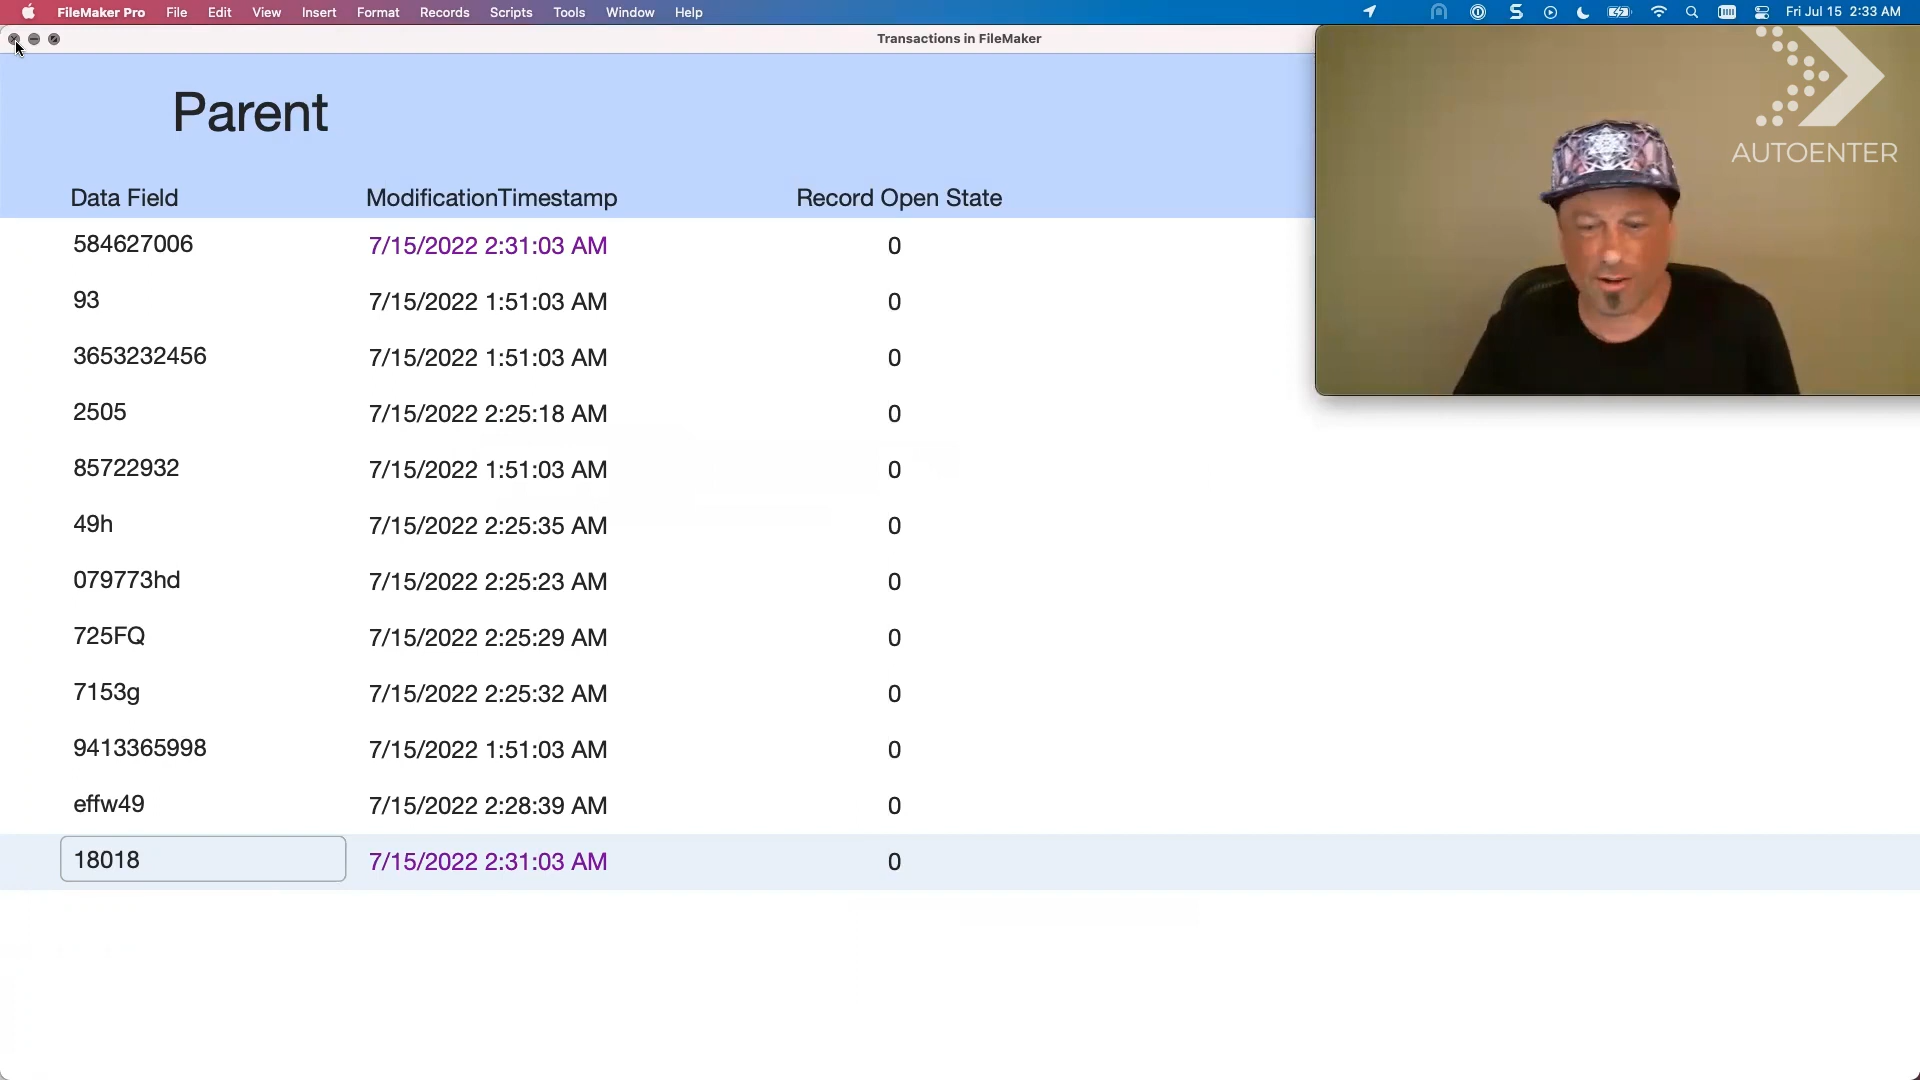 FileMaker Pro File Edit View Insert Format Records Scripts Tools Window Help Fri Jul 15 2:33 AM
Transactions in FileMaker
AUTOENTER
Parent
Data Field ModificationTimestamp Record Open State
584627006 7/15/2022 2:31:03 AM 0
93 7/15/2022 1:51:03 AM 0
3653232456 7/15/2022 1:51:03 AM 0
2505 7/15/2022 2:25:18 AM 0
85722932 7/15/2022 1:51:03 AM 0
49h 7/15/2022 2:25:35 AM 0
079773hd 7/15/2022 2:25:23 AM 0
725FQ 7/15/2022 2:25:29 AM 0
7153g 7/15/2022 2:25:32 AM 0
9413365998 7/15/2022 1:51:03 AM 0
effw49 7/15/2022 2:28:39 AM 0
18018 7/15/2022 2:31:03 AM 0